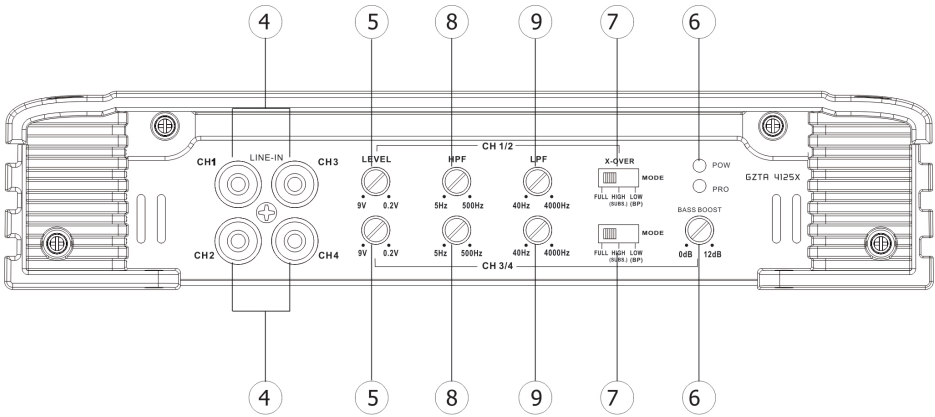 4 5 8 9 7 6
CH 1/2
CH1 LINE-IN CH3 LEVEL HPF LPF X-OVER
POW
MODE
GZTA 4125X
PRO
9V 0.2V 5Hz 500Hz 40Hz 4000Hz FULL HIGH LOW
(SUBS.) (BP)
BASS BOOST
MODE
CH2 CH4 9V 0.2V 5Hz 500Hz 40Hz 4000Hz FULL HIGH LOW 0dB 12dB
(SUBS.) (BP)
CH 3/4
4 5 8 9 7 6